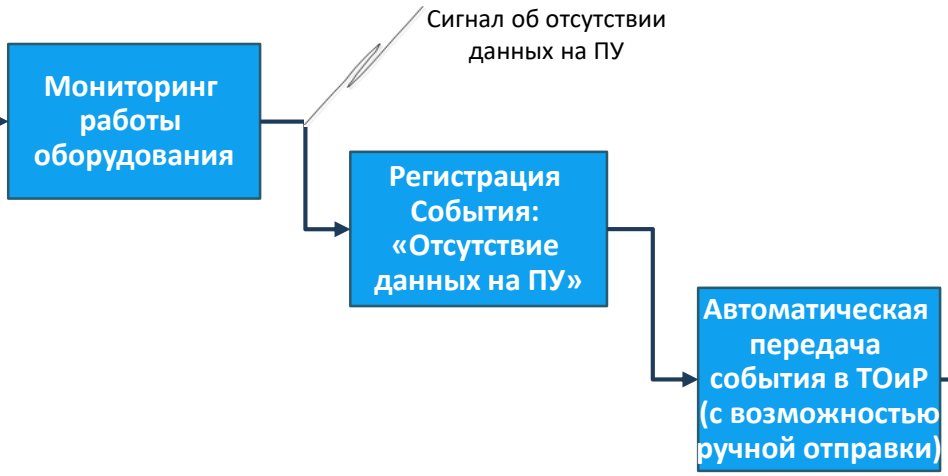 Сигнал об отсутствии
данных на ПУ
Мониторинг
работы
оборудования
Регистрация
События:
«Отсутствие
данных на ПУ»
Автоматическая
передача
события в ТОиР
(с возможностью
ручной отправки)